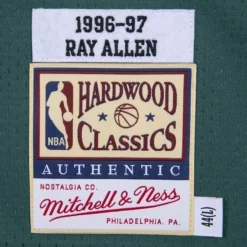 1996-97
RAY ALLEN
HARDWOOD
NBA
CLASSICS
AUTHENTIC
NOSTALGIA CO.
Mitchell & Ness
PHILADELPHIA, PA.
44(L)